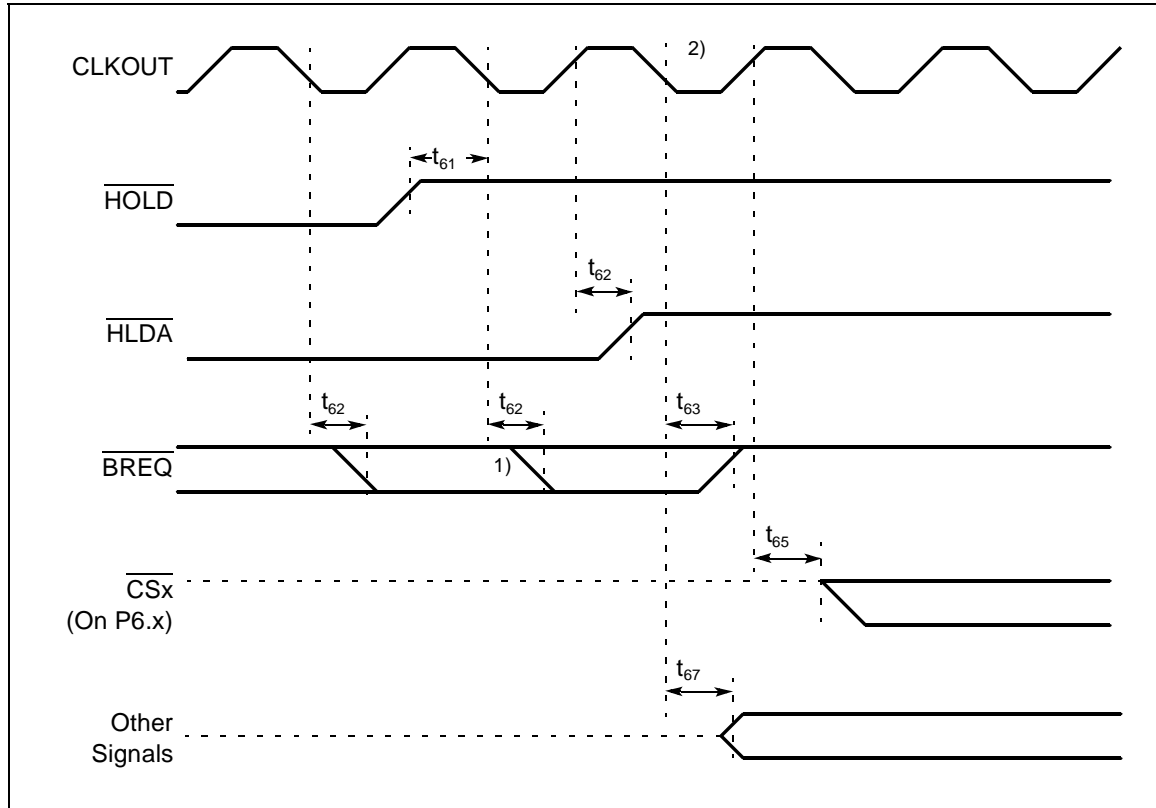 CLKOUT
2)
t61
HOLD
t62
HLDA
t62
t62
t63
BREQ
1)
t65
CSx
(On P6.x)
t67
Other
Signals